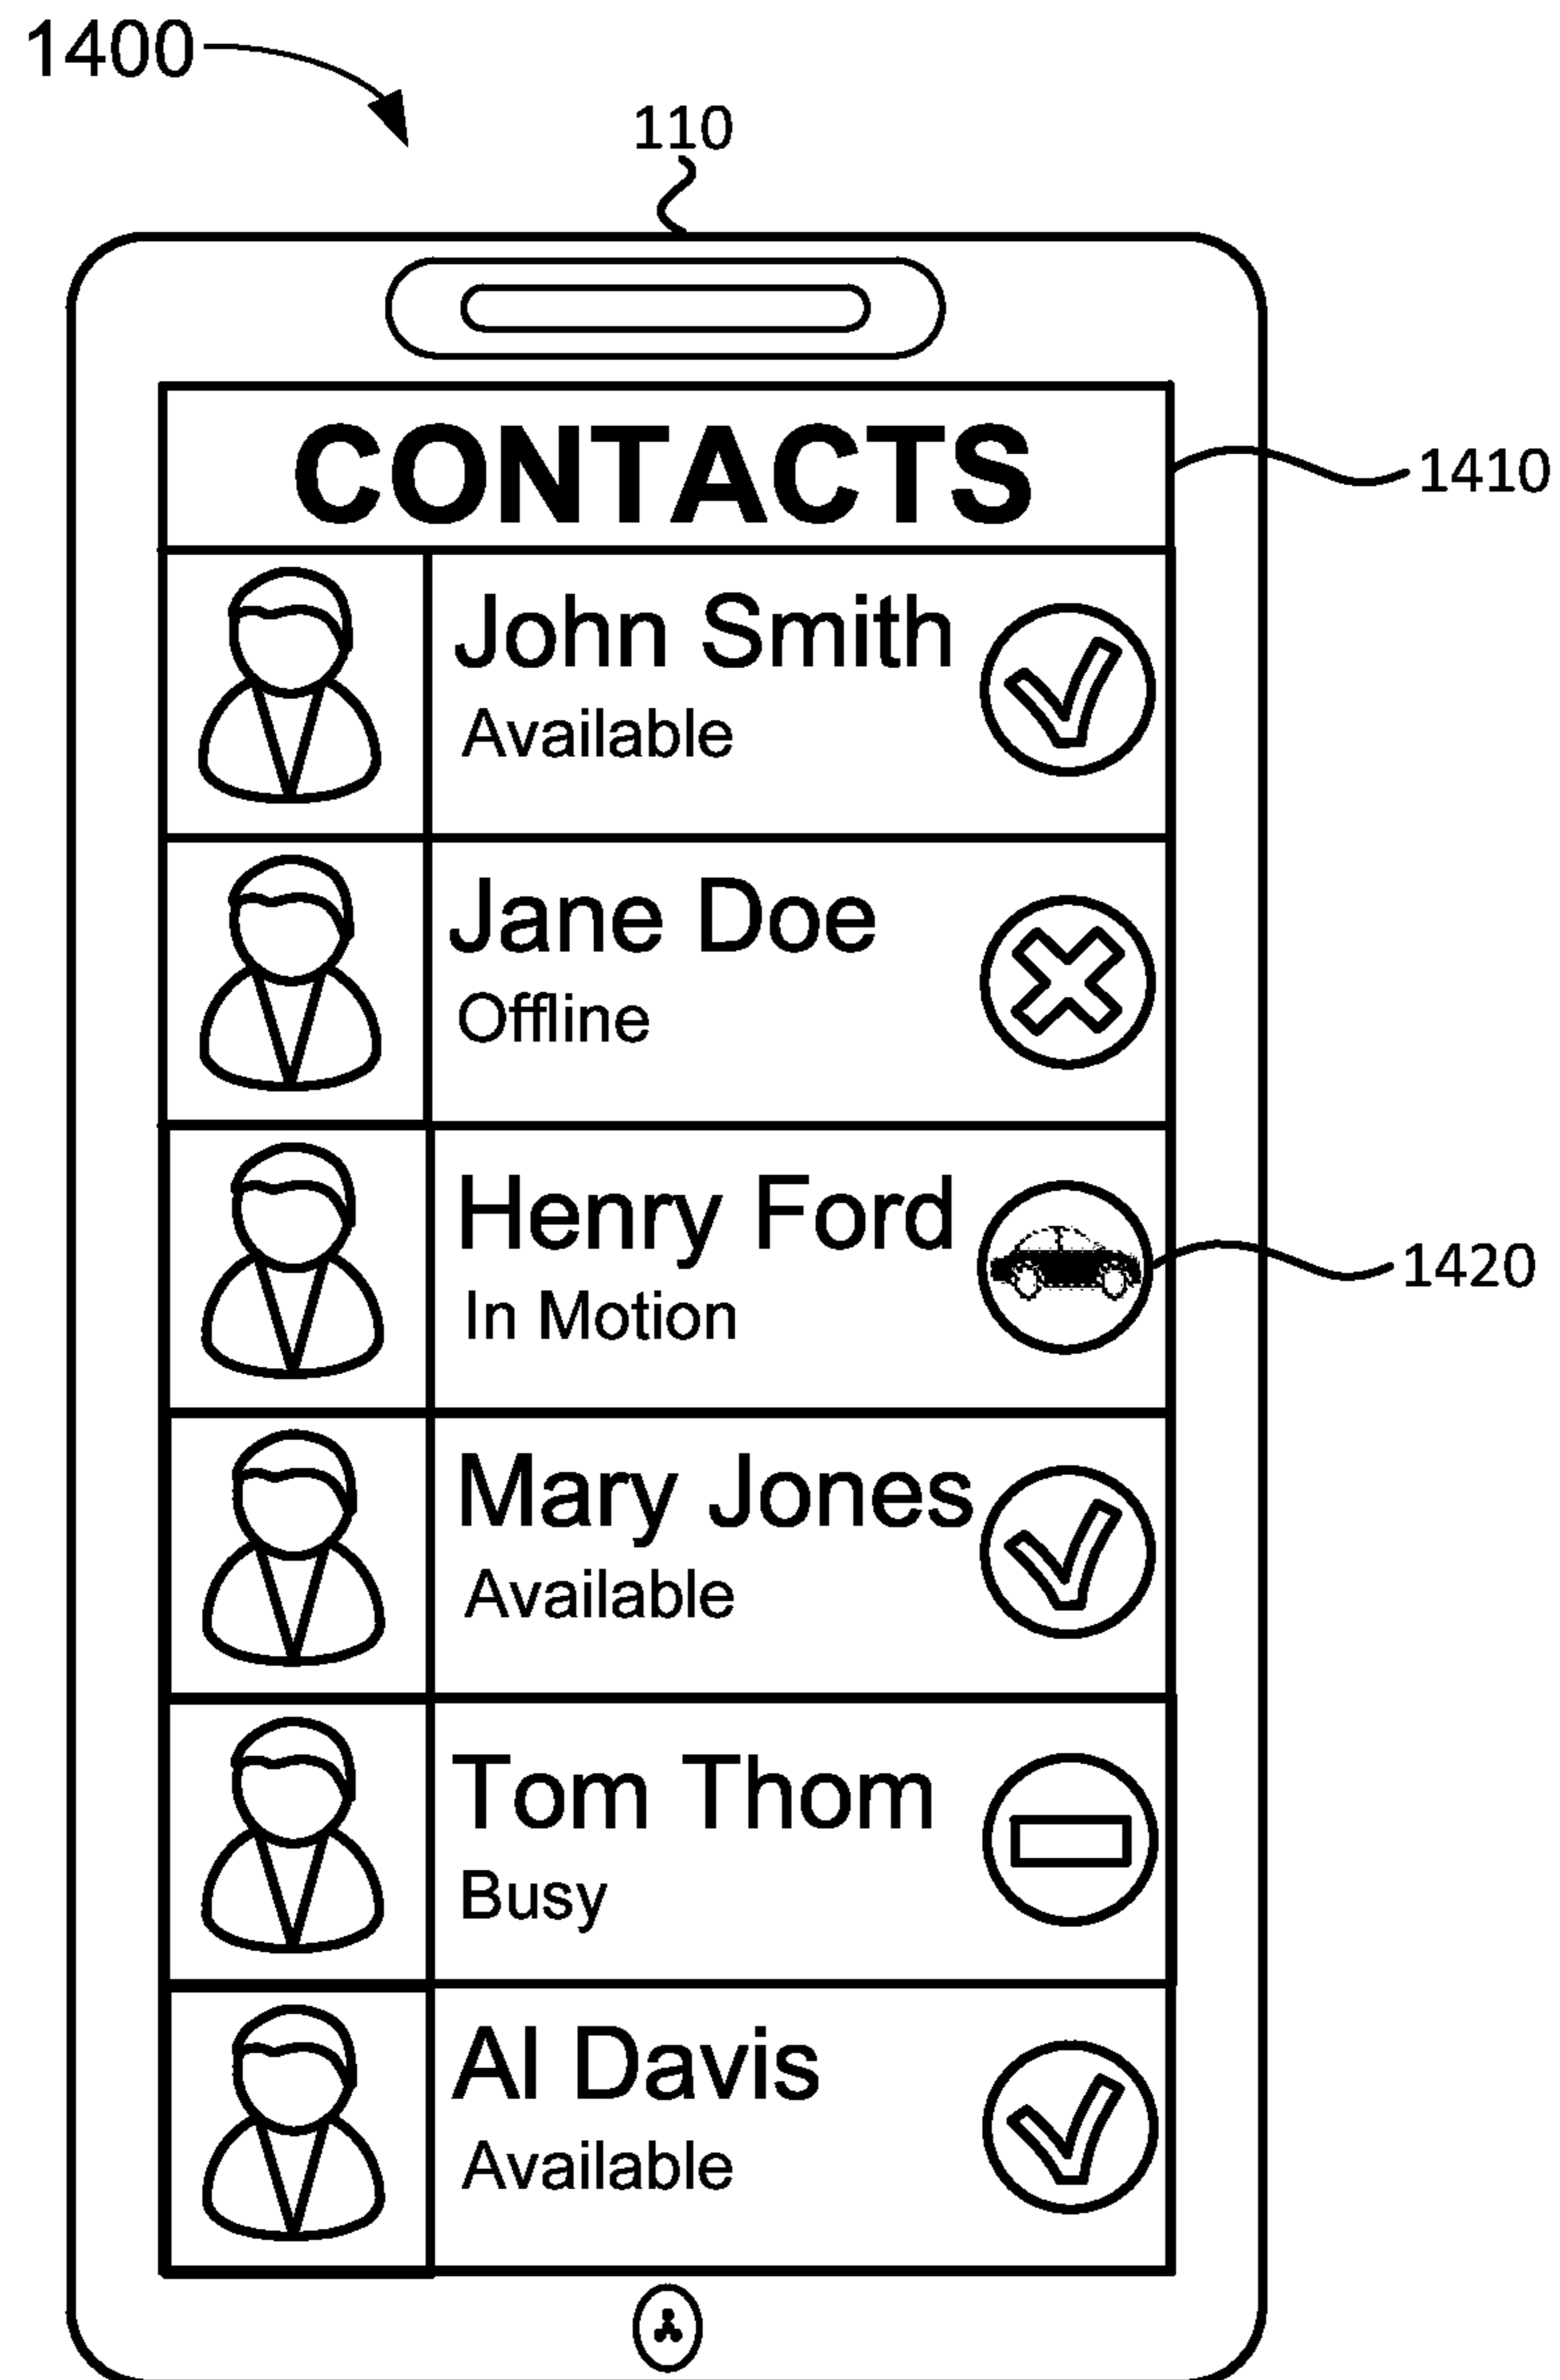 1400
110
CONTACTS
1410
John Smith
Available
Jane Doe
Offline
Henry Ford
In Motion
1420
Mary Jones
Available
Tom Thom
Busy
Al Davis
Available